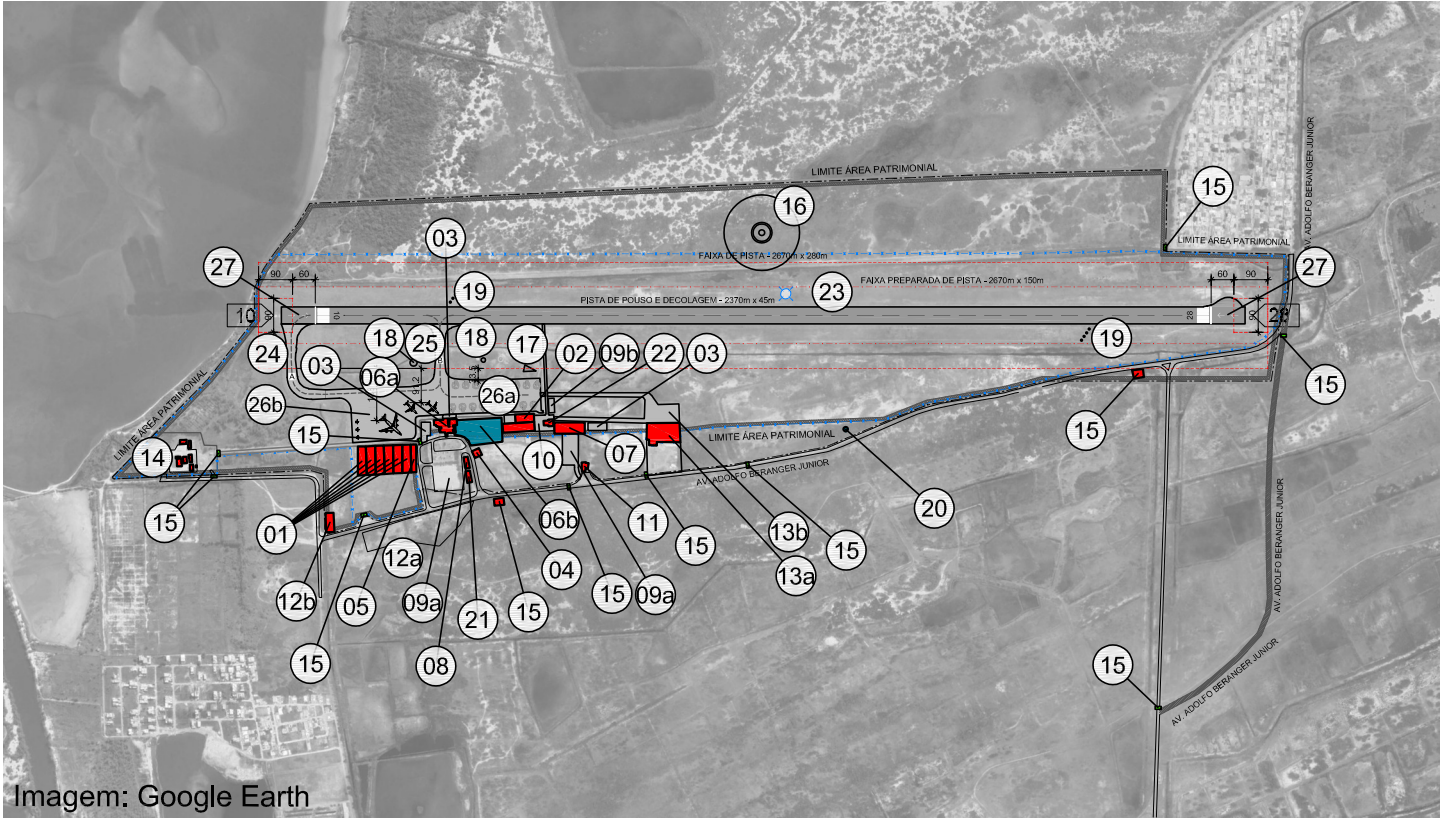 LIMITE ÁREA PATRIMONIAL
15
16
AV. ADOLFO BERANGER JUNIOR
03
LIMITE ÁREA PATRIMONIAL
FAIXA DE PISTA - 2670m x 280m
27
90
60
19
FAIXA PREPARADA DE PISTA - 2670m x 150m
23
60
90
27
PISTA DE POUSO E DECOLAGEM - 2370m x 45m
10
90
10
28
90
28
24
18
25
18
17
02
09b
22
03
19
03
06a
26a
15
26b
LIMITE ÁREA PATRIMONIAL
15
14
10
07
LIMITE ÁREA PATRIMONIAL
15
AV. ADOLFO BERANGER JUNIOR
15
01
06b
11
20
12a
04
15
13b
15
12b
05
09a
21
15
15
09a
13a
AV. ADOLFO BERANGER JUNIOR
15
08
15
AV. ADOLFO BERANGER JUNIOR
Imagem: Google Earth